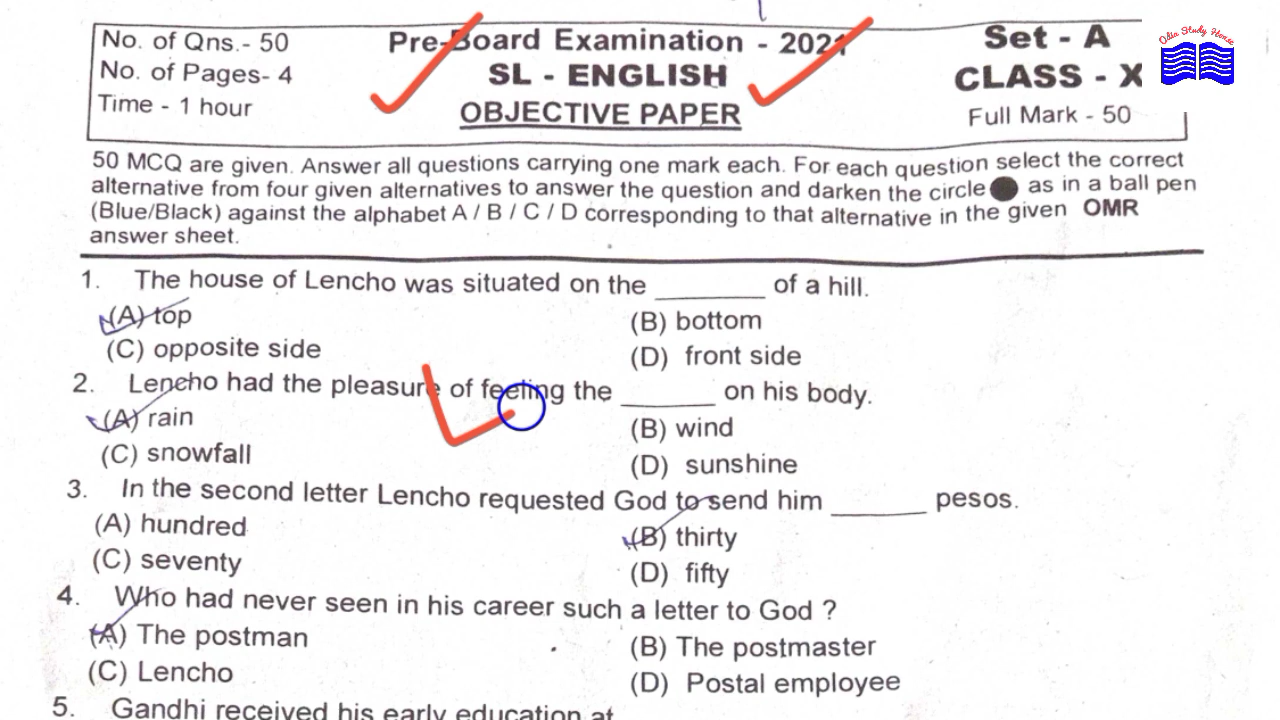 No. of Qns.- 50
No. of Pages- 4
Time - 1 hour
Pre-Board Examination - 2021
SL - ENGLISH
OBJECTIVE PAPER
Set - A
CLASS - X
Full Mark - 50
Odia Study House
50 MCQ are given. Answer all questions carrying one mark each. For each question select the correct
alternative from four given alternatives to answer the question and darken the circle as in a ball pen
(Blue/Black) against the alphabet A / B / C / D corresponding to that alternative in the given OMR
answer sheet.
1. The house of Lencho was situated on the ________ of a hill.
(A) top
(B) bottom
(C) opposite side
(D) front side
2. Lencho had the pleasure of feeling the _______ on his body.
(A) rain
(B) wind
(C) snowfall
(D) sunshine
3. In the second letter Lencho requested God to send him _______ pesos.
(A) hundred
(B) thirty
(C) seventy
(D) fifty
4. Who had never seen in his career such a letter to God ?
(A) The postman
(B) The postmaster
(C) Lencho
(D) Postal employee
5. Gandhi received his early education at